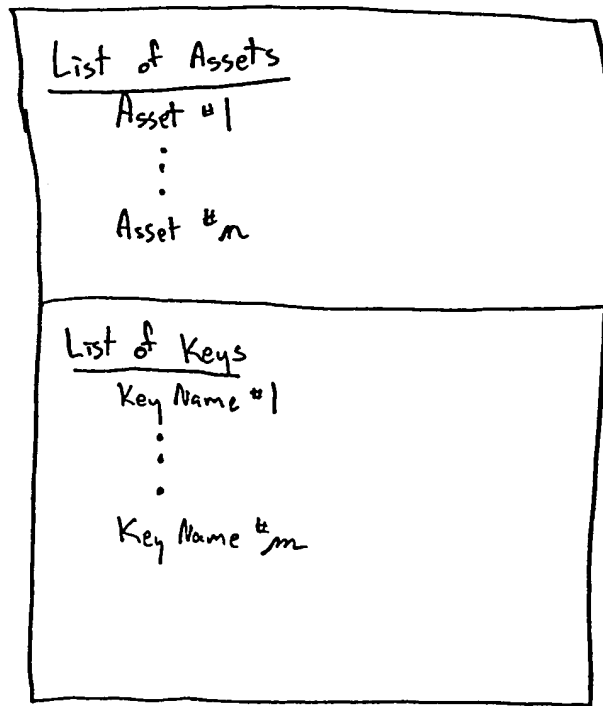 List of Assets
Asset #1
⋮
Asset #n
List of Keys
Key Name #1
⋮
Key Name #m